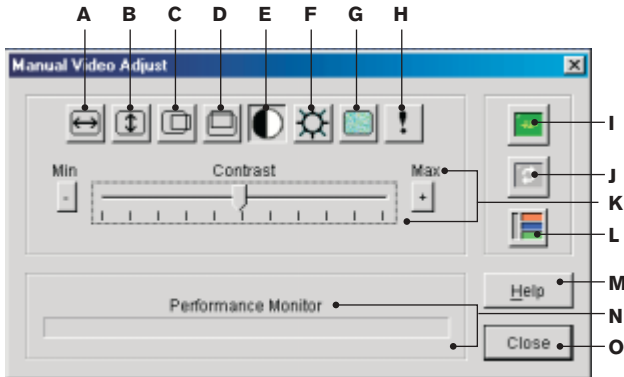 A B C D E F G H
Manual Video Adjust
I
J
Min Contrast Max
- +
K
L
Help
M
Performance Monitor
N
Close
O